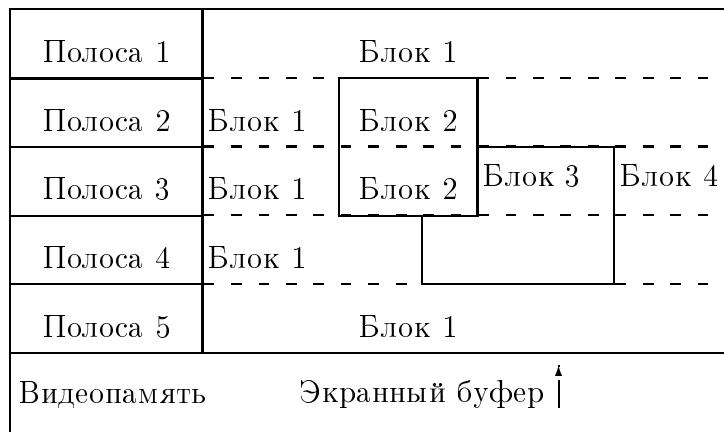 Полоса 1 Блок 1
Полоса 2 Блок 1 Блок 2
Полоса 3 Блок 1 Блок 2 Блок 3 Блок 4
Полоса 4 Блок 1
Полоса 5 Блок 1
Видеопамять Экранный буфер